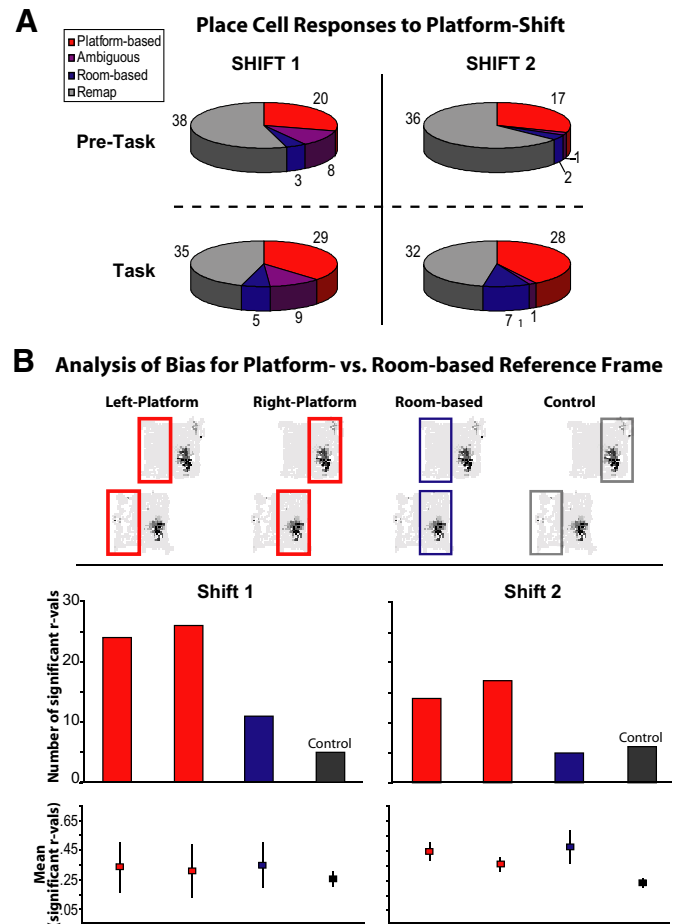 A
Place Cell Responses to Platform-Shift
Platform-based
Ambiguous
Room-based
Remap
SHIFT 1
SHIFT 2
Pre-Task
38
20
8
3
36
17
1
2
Task
35
29
9
5
32
28
1
1
7
B Analysis of Bias for Platform- vs. Room-based Reference Frame
Left-Platform
Right-Platform
Room-based
Control
Shift 1
Shift 2
Number of significant r-vals
30
20
10
0
Control
Control
Mean
(significant r-vals)
.65
.45
.25
.05